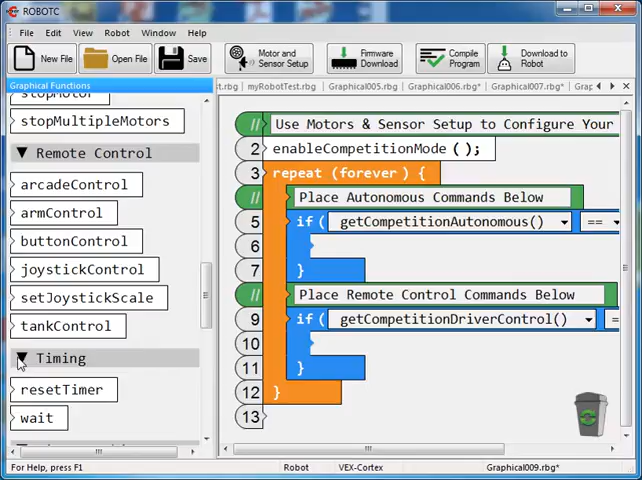 ROBOTC
File Edit View Robot Window Help
New File Open File Save Motor and Sensor Setup Firmware Download Compile Program Download to Robot
Graphical Functions
t.rbg myRobotTest.rbg Graphical005.rbg Graphical006.rbg* Graphical007.rbg* Grap
stopMotor
stopMultipleMotors
Remote Control
arcadeControl
armControl
buttonControl
joystickControl
setJoystickScale
tankControl
Timing
resetTimer
wait
// Use Motors & Sensor Setup to Configure Your
2 enableCompetitionMode ();
3 repeat (forever ) {
// Place Autonomous Commands Below
5 if ( getCompetitionAutonomous() ==
6
7 }
// Place Remote Control Commands Below
9 if ( getCompetitionDriverControl() =
10
11 }
12 }
13
For Help, press F1 Robot VEX-Cortex Graphical009.rbg*